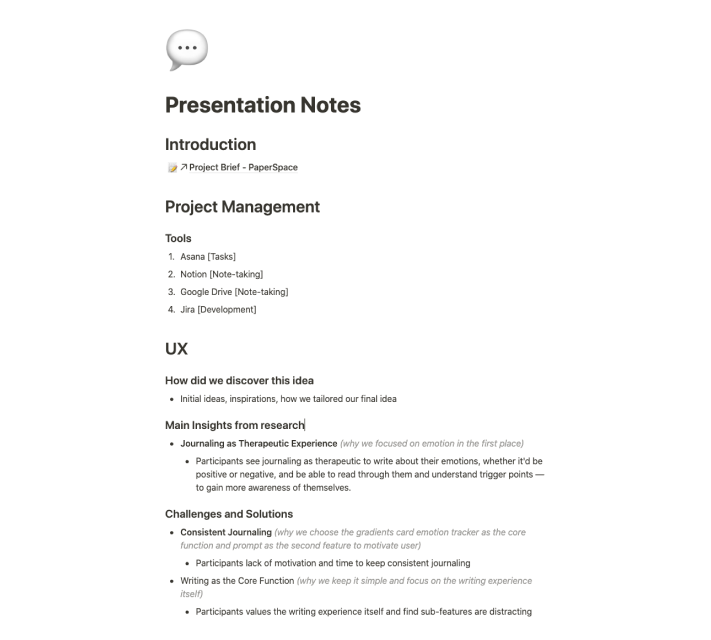 Presentation Notes
Introduction
Project Brief - PaperSpace
Project Management
Tools
1. Asana [Tasks]
2. Notion [Note-taking]
3. Google Drive [Note-taking]
4. Jira [Development]
UX
How did we discover this idea
• Initial ideas, inspirations, how we tailored our final idea
Main Insights from research
• Journaling as Therapeutic Experience (why we focused on emotion in the first place)
• Participants see journaling as therapeutic to write about their emotions, whether it'd be
positive or negative, and be able to read through them and understand trigger points —
to gain more awareness of themselves.
Challenges and Solutions
• Consistent Journaling (why we choose the gradients card emotion tracker as the core
function and prompt as the second feature to motivate user)
• Participants lack of motivation and time to keep consistent journaling
• Writing as the Core Function (why we keep it simple and focus on the writing experience
itself)
• Participants values the writing experience itself and find sub-features are distracting